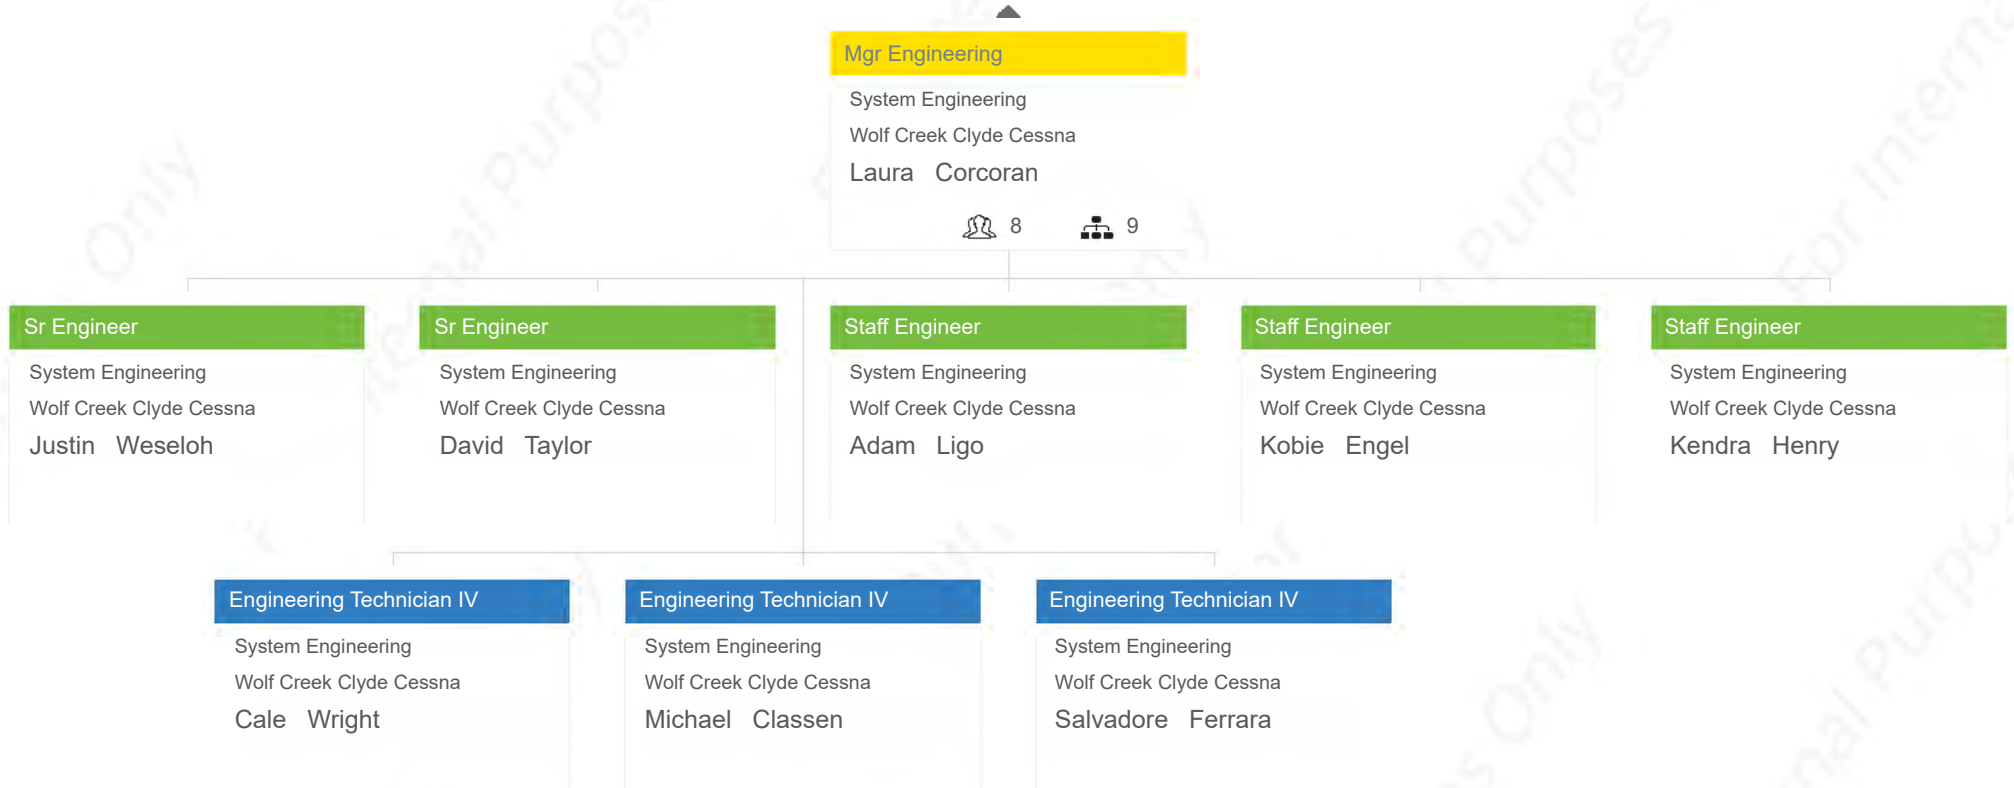 Mgr Engineering
System Engineering
Wolf Creek Clyde Cessna
Laura Corcoran
8 9
Sr Engineer
System Engineering
Wolf Creek Clyde Cessna
Justin Weseloh
Sr Engineer
System Engineering
Wolf Creek Clyde Cessna
David Taylor
Staff Engineer
System Engineering
Wolf Creek Clyde Cessna
Adam Ligo
Staff Engineer
System Engineering
Wolf Creek Clyde Cessna
Kobie Engel
Staff Engineer
System Engineering
Wolf Creek Clyde Cessna
Kendra Henry
Engineering Technician IV
System Engineering
Wolf Creek Clyde Cessna
Cale Wright
Engineering Technician IV
System Engineering
Wolf Creek Clyde Cessna
Michael Classen
Engineering Technician IV
System Engineering
Wolf Creek Clyde Cessna
Salvadore Ferrara